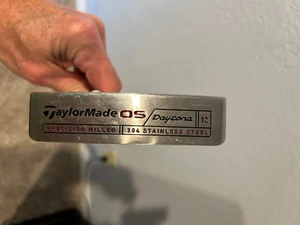 TaylorMade OS Daytona 12
PRECISION MILLED 304 STAINLESS STEEL